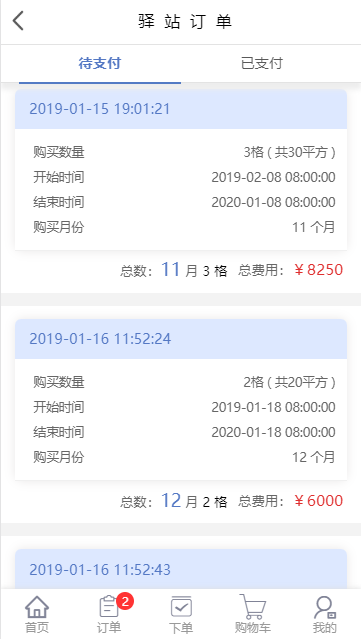 驿站订单
待支付 已支付
2019-01-15 19:01:21
购买数量 3格 ( 共30平方 )
开始时间 2019-02-08 08:00:00
结束时间 2020-01-08 08:00:00
购买月份 11 个月
总数: 11 月 3 格 总费用: ¥ 8250
2019-01-16 11:52:24
购买数量 2格 ( 共20平方 )
开始时间 2019-01-18 08:00:00
结束时间 2020-01-18 08:00:00
购买月份 12 个月
总数: 12 月 2 格 总费用: ¥ 6000
2019-01-16 11:52:43
2
首页 订单 下单 购物车 我的